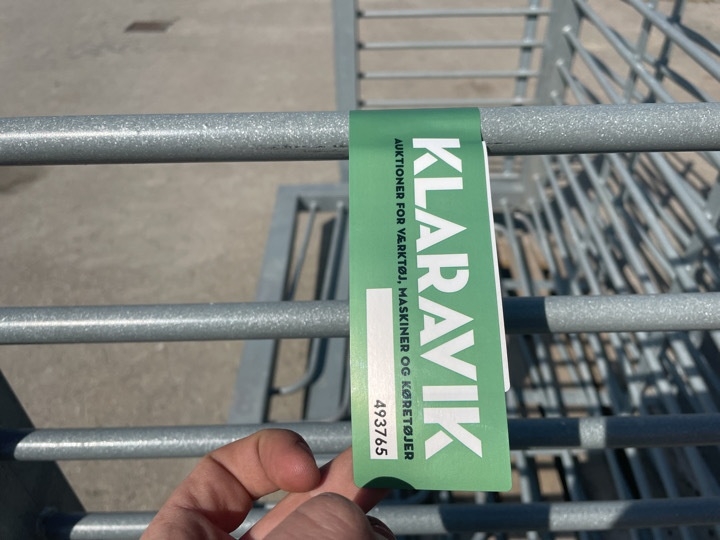 KLARAVIK
AUKTIONER FOR VÆRKTØJ, MASKINER OG KØRETØJER
493765